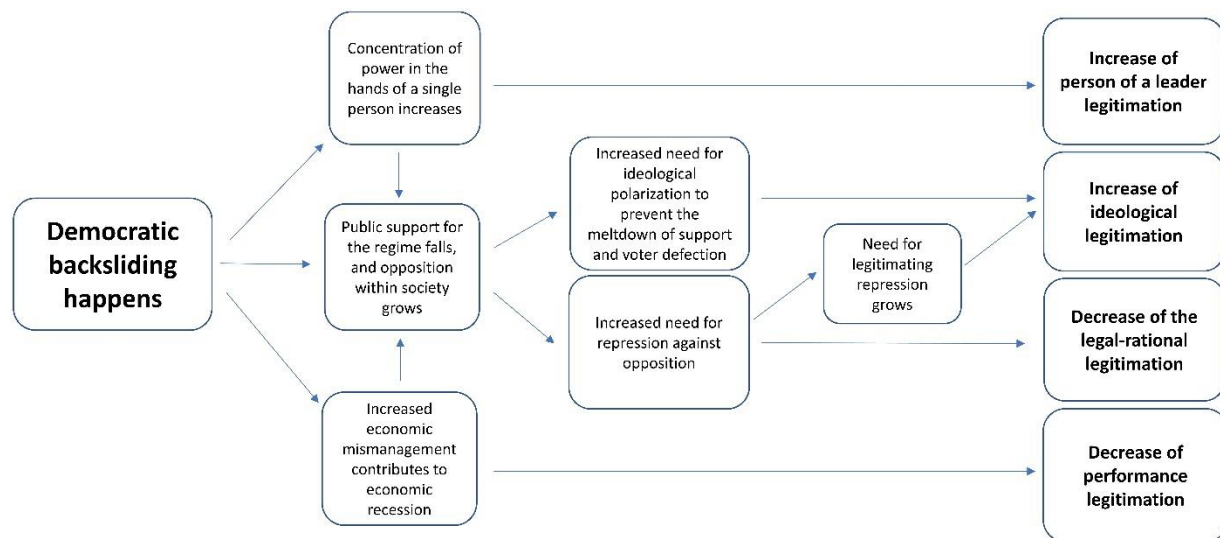 Democratic
backsliding
happens
Concentration of
power in the
hands of a single
person increases
Public support for
the regime falls,
and opposition
within society
grows
Increased
economic
mismanagement
contributes to
economic
recession
Increased need for
ideological
polarization to
prevent the
meltdown of support
and voter defection
Increased need for
repression against
opposition
Need for
legitimating
repression
grows
Increase of
person of a leader
legitimation
Increase of
ideological
legitimation
Decrease of the
legal-rational
legitimation
Decrease of
performance
legitimation